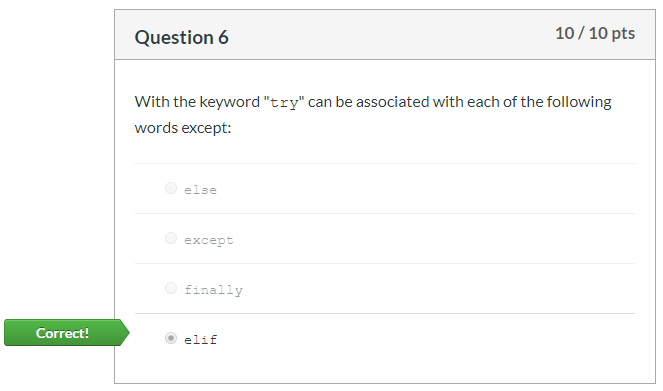 Question 6
10 / 10 pts
With the keyword "try" can be associated with each of the following
words except:
else
except
finally
Correct!
elif